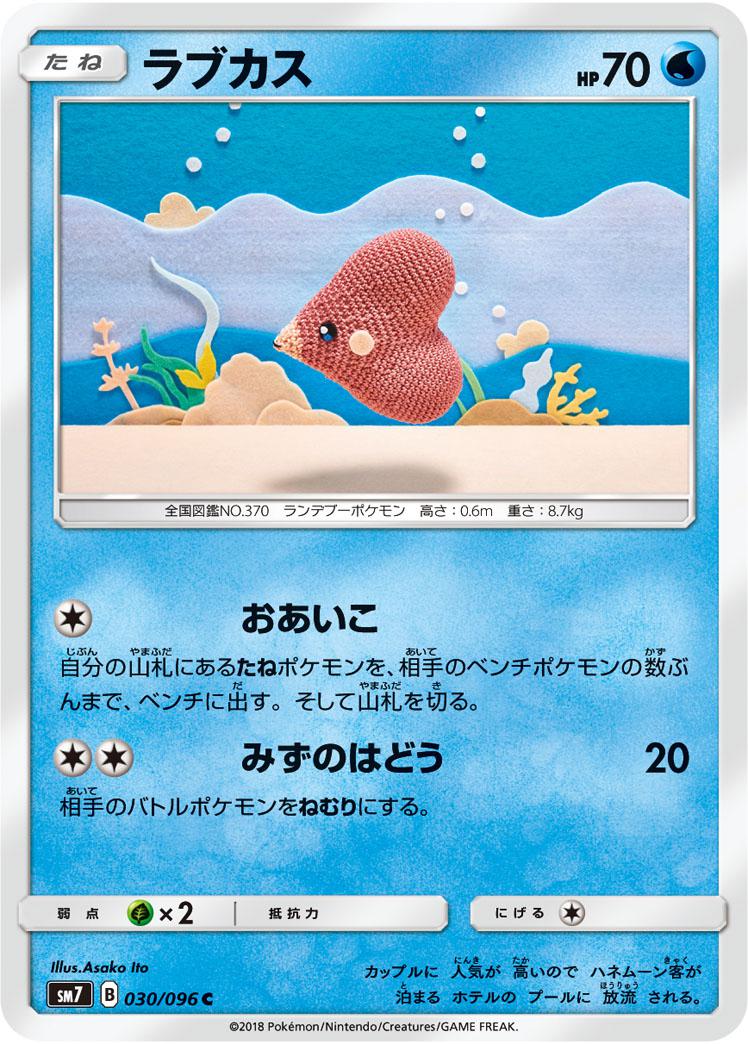 たね ラブカス HP70
全国図鑑NO.370 ランデブーポケモン 高さ：0.6m 重さ：8.7kg
おあいこ
自分の山札にあるたねポケモンを、相手のベンチポケモンの数ぶ
んまで、ベンチに出す。そして山札を切る。
みずのはどう 20
相手のバトルポケモンをねむりにする。
弱点 ×2 抵抗力 にげる
Illus.Asako Ito
カップルに 人気が 高いので ハネムーン客が
泊まる ホテルの プールに 放流 される。
SM7 B 030/096 C
©2018 Pokémon/Nintendo/Creatures/GAME FREAK.